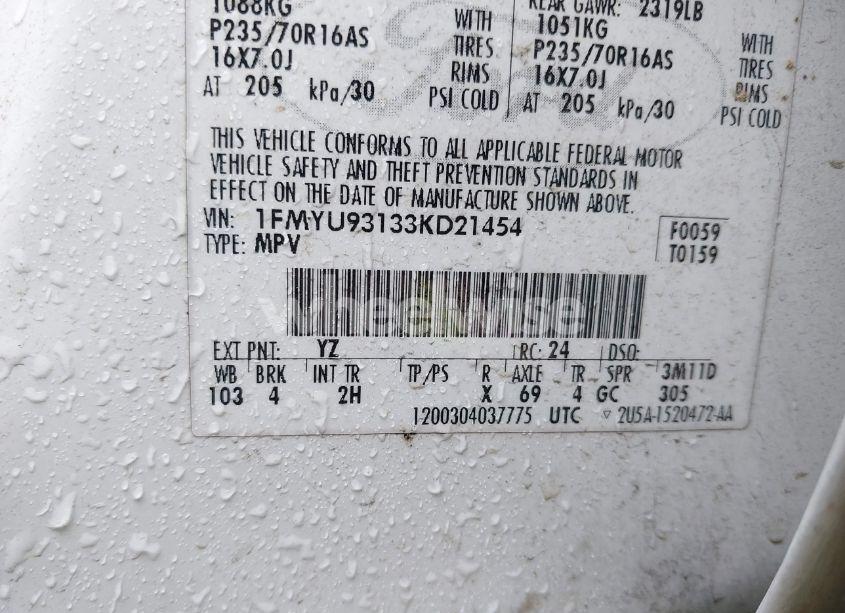 1088KG
P235/70R16AS
16X7.0J
AT 205 kPa/30
WITH
TIRES
RIMS
PSI COLD
REAR GAWR: 2319LB
1051KG
P235/70R16AS
16X7.0J
AT 205 kPa/30
WITH
TIRES
RIMS
PSI COLD
THIS VEHICLE CONFORMS TO ALL APPLICABLE FEDERAL MOTOR
VEHICLE SAFETY AND THEFT PREVENTION STANDARDS IN
EFFECT ON THE DATE OF MANUFACTURE SHOWN ABOVE.
VIN: 1FMYU93133KD21454
TYPE: MPV
F0059
T0159
wheelwise
EXT PNT: YZ RC: 24 DSO:
WB BRK INT TR TP/PS R AXLE TR SPR 3M11D
103 4 2H X 69 4 GC 305
1-200304037775 UTC ▽ 2U5A-1520472-AA